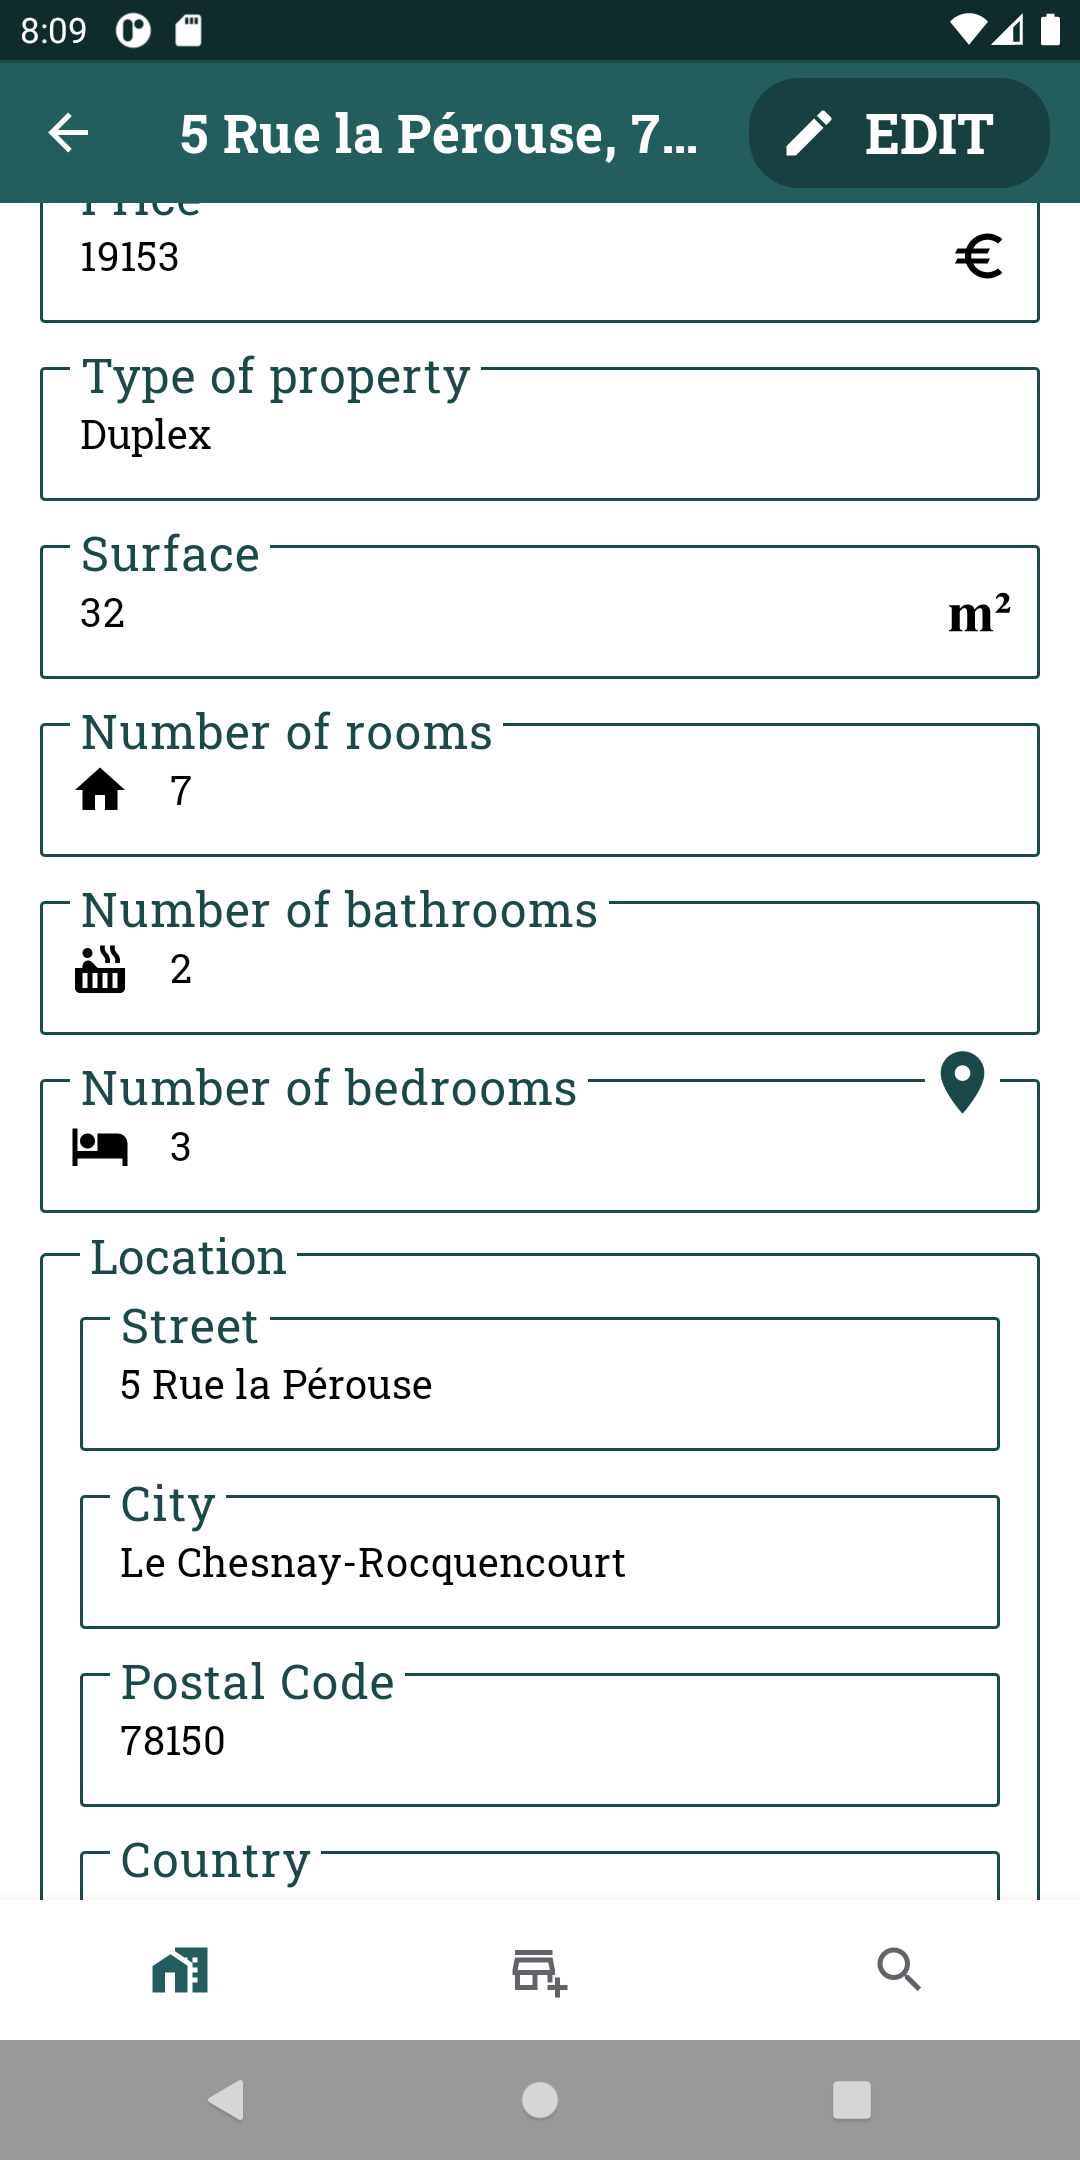 8:09
5 Rue la Pérouse, 7...
EDIT
Price
19153
€
Type of property
Duplex
Surface
32
m²
Number of rooms
7
Number of bathrooms
2
Number of bedrooms
3
Location
Street
5 Rue la Pérouse
City
Le Chesnay-Rocquencourt
Postal Code
78150
Country